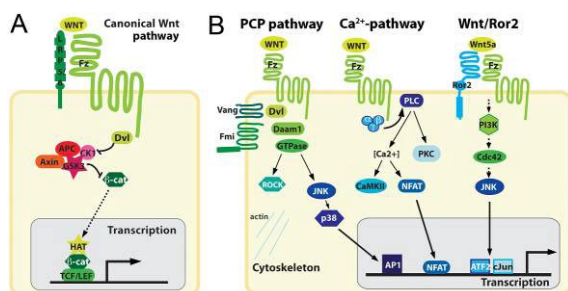 A
Canonical Wnt
pathway
WNT
LRP5/6
Fz
Dvl
APC
CK1
Axin
GSK3
β-cat
Transcription
HAT
β-cat
TCF/LEF
B
PCP pathway
Ca²⁺-pathway
Wnt/Ror2
WNT
Fz
Vang
Dvl
Fmi
Daam1
GTPase
ROCK
JNK
p38
actin
Cytoskeleton
WNT
Fz
PLC
[Ca2+]
PKC
CaMKII
NFAT
Wnt5a
Fz
Ror2
PI3K
Cdc42
JNK
AP1
NFAT
ATF2
cJun
Transcription